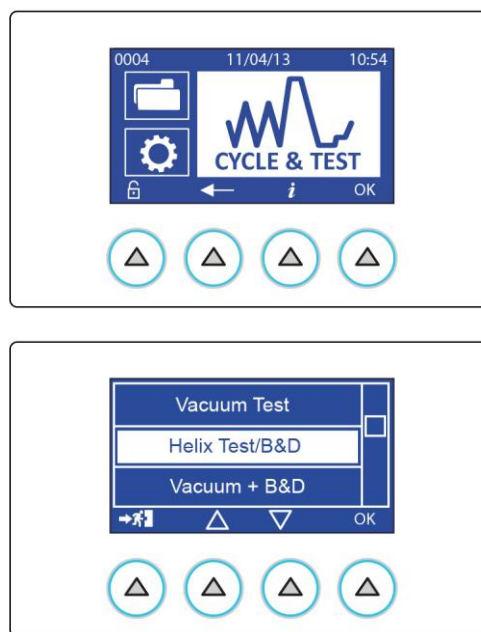 0004 11/04/13 10:54
CYCLE & TEST
i OK
Vacuum Test
Helix Test/B&D
Vacuum + B&D
OK